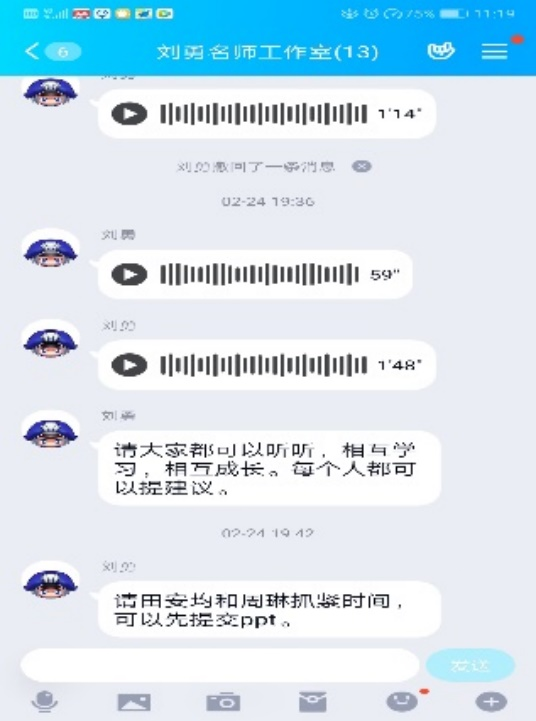 75% 11:19
6 刘勇名师工作室(13)
1'14"
刘勇撤回了一条消息
02-24 19:36
刘勇
59"
刘勇
1'48"
刘勇
请大家都可以听听，相互学
习，相互成长。每个人都可
以提建议。
02-24 19:42
刘勇
请田安均和周琳抓紧时间，
可以先提交ppt。
发送